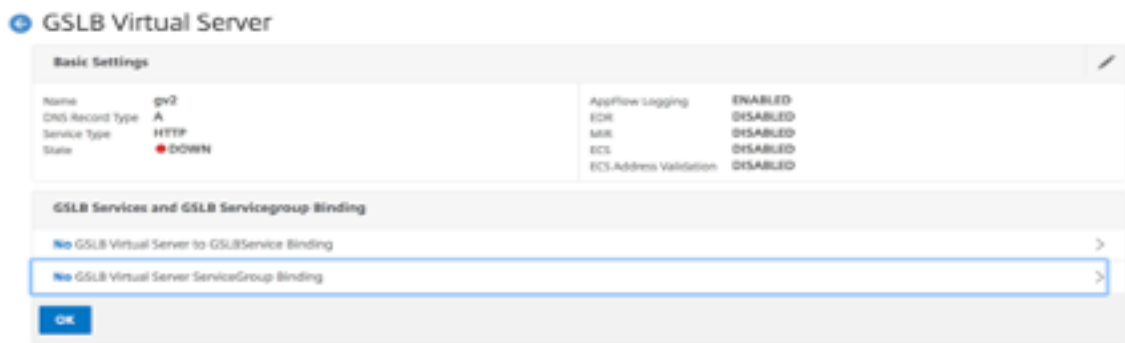 GSLB Virtual Server
Basic Settings
Name gv2
DNS Record Type A
Service Type HTTP
State DOWN
AppFlow Logging ENABLED
EDR DISABLED
MIR DISABLED
ECS DISABLED
ECS Address Validation DISABLED
GSLB Services and GSLB Servicegroup Binding
No GSLB Virtual Server to GSLBService Binding
No GSLB Virtual Server ServiceGroup Binding
OK